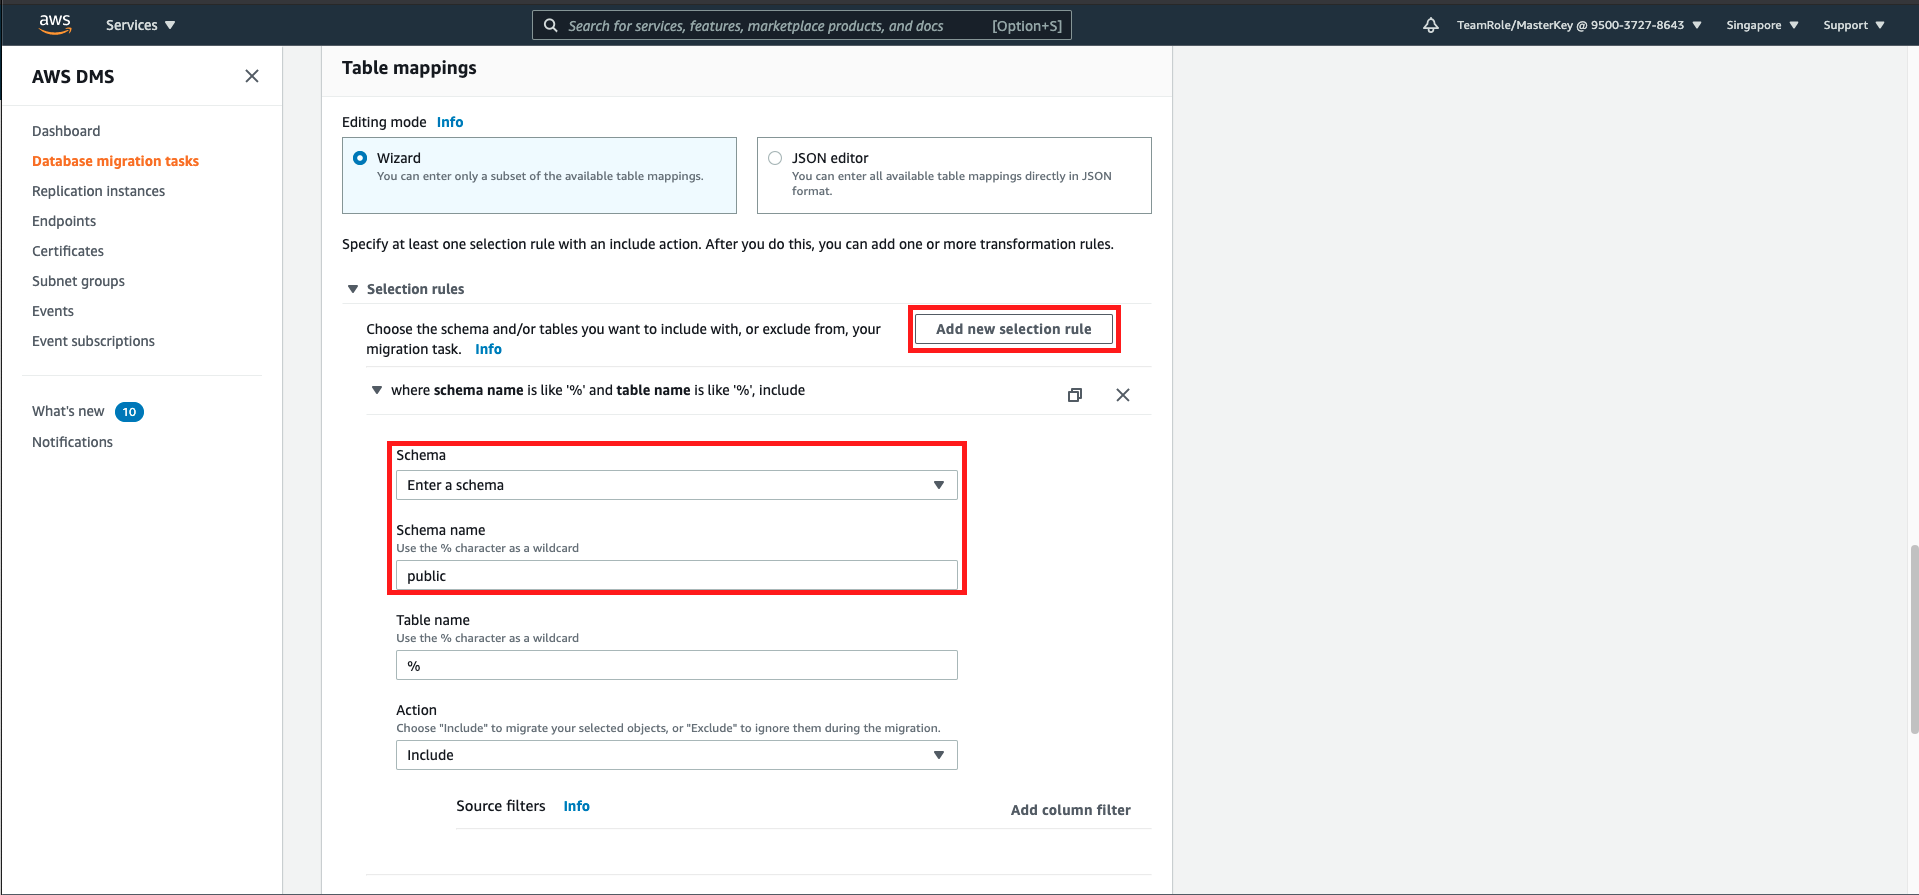 aws
Services
Search for services, features, marketplace products, and docs [Option+S]
TeamRole/MasterKey @ 9500-3727-8643
Singapore
Support
AWS DMS
Dashboard
Database migration tasks
Replication instances
Endpoints
Certificates
Subnet groups
Events
Event subscriptions
What's new 10
Notifications
Table mappings
Editing mode Info
Wizard
You can enter only a subset of the available table mappings.
JSON editor
You can enter all available table mappings directly in JSON
format.
Specify at least one selection rule with an include action. After you do this, you can add one or more transformation rules.
Selection rules
Choose the schema and/or tables you want to include with, or exclude from, your
migration task. Info
Add new selection rule
where schema name is like '%' and table name is like '%', include
Schema
Enter a schema
Schema name
Use the % character as a wildcard
public
Table name
Use the % character as a wildcard
%
Action
Choose "Include" to migrate your selected objects, or "Exclude" to ignore them during the migration.
Include
Source filters Info
Add column filter